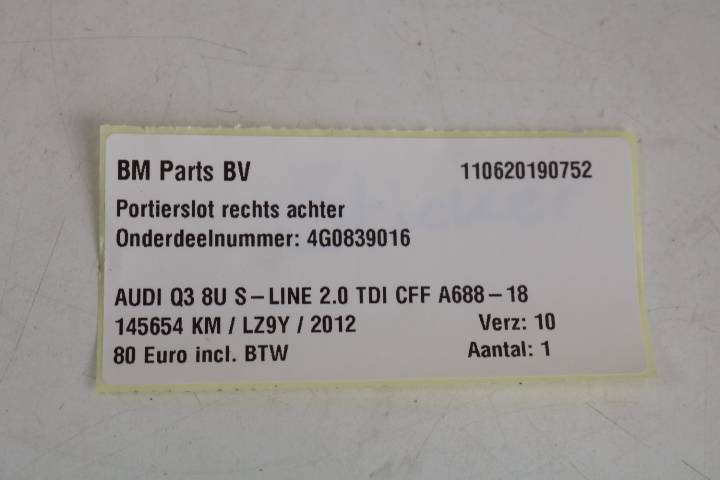 BM Parts BV 110620190752
Portierslot rechts achter
Onderdeelnummer: 4G0839016
AUDI Q3 8U S-LINE 2.0 TDI CFF A688-18
145654 KM / LZ9Y / 2012 Verz: 10
80 Euro incl. BTW Aantal: 1